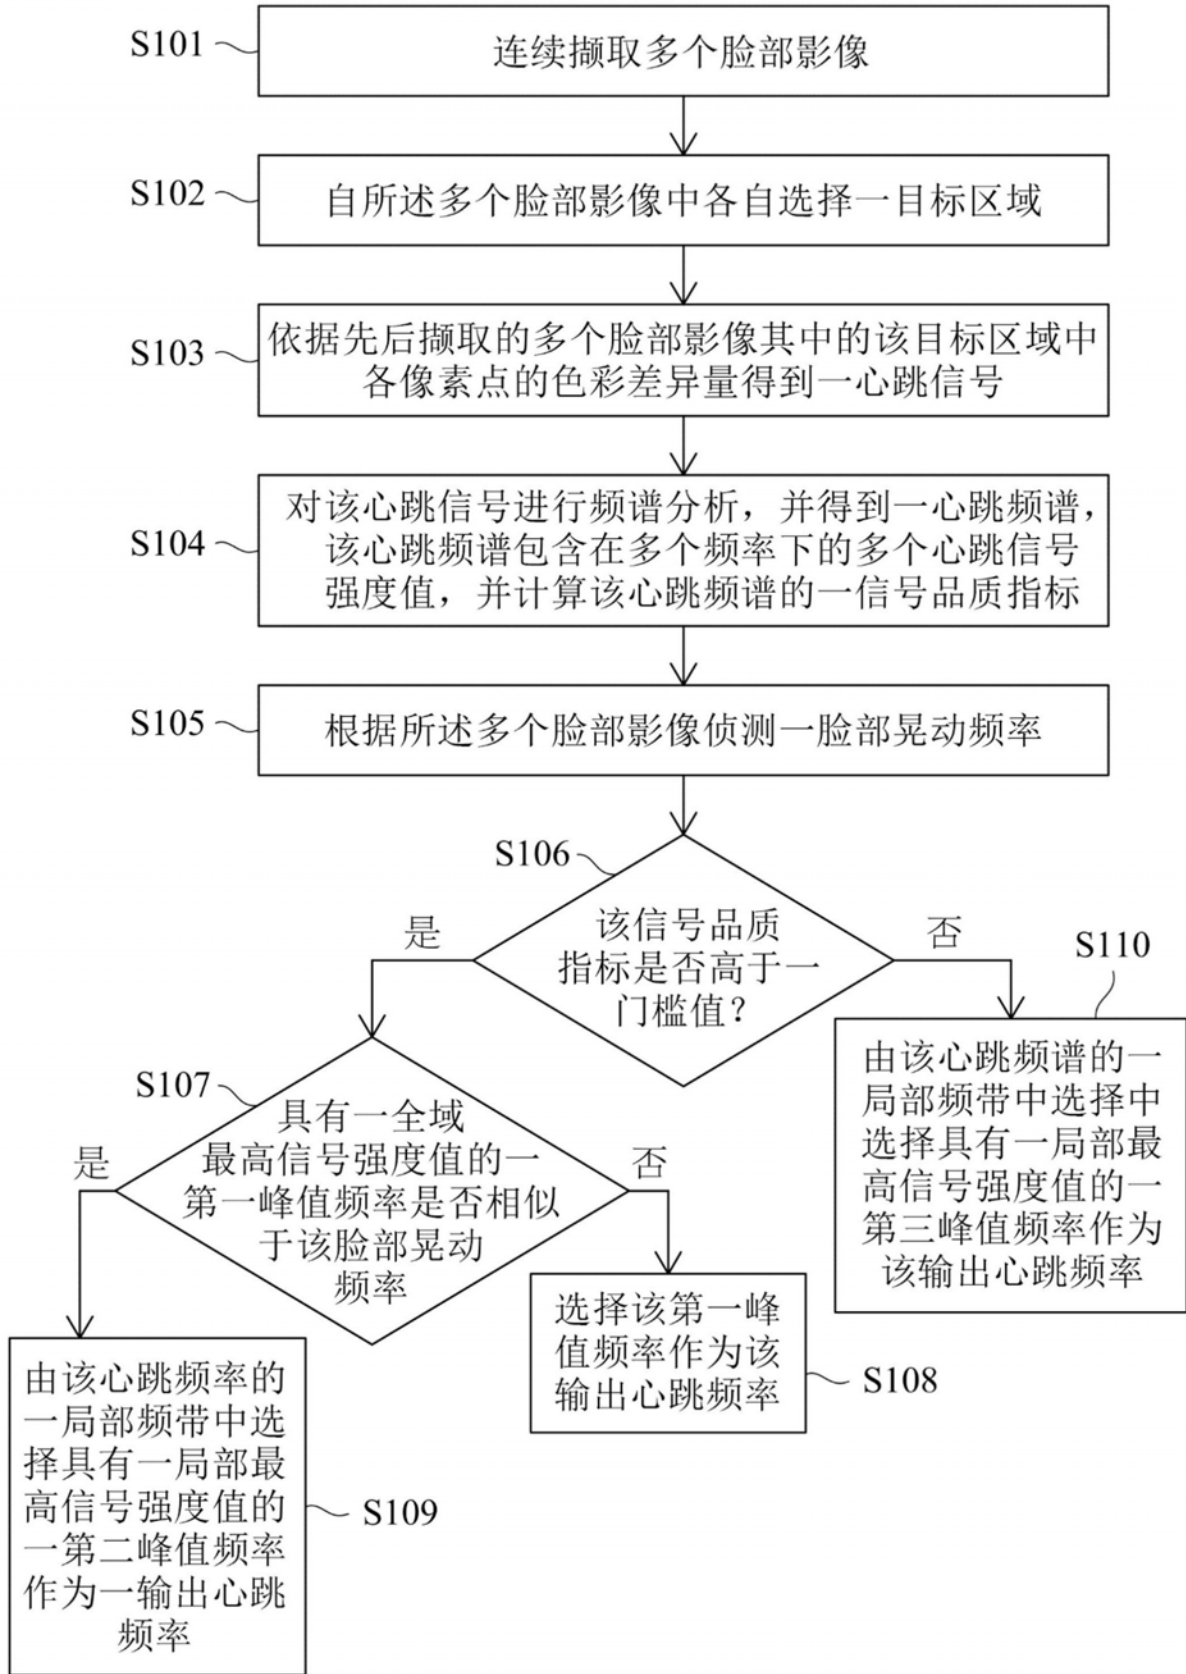 S101
连续撷取多个脸部影像
S102
自所述多个脸部影像中各自选择一目标区域
S103
依据先后撷取的多个脸部影像其中的该目标区域中
各像素点的色彩差异量得到一心跳信号
S104
对该心跳信号进行频谱分析，并得到一心跳频谱，
该心跳频谱包含在多个频率下的多个心跳信号
强度值，并计算该心跳频谱的一信号品质指标
S105
根据所述多个脸部影像侦测一脸部晃动频率
S106
该信号品质
指标是否高于一
门槛值？
是
否
S110
由该心跳频谱的一
局部频带中选择中
选择具有一局部最
高信号强度值的一
第三峰值频率作为
该输出心跳频率
S107
具有一全域
最高信号强度值的一
第一峰值频率是否相似
于该脸部晃动
频率
是
否
选择该第一峰
值频率作为该
输出心跳频率
S108
由该心跳频率的
一局部频带中选
择具有一局部最
高信号强度值的
一第二峰值频率
作为一输出心跳
频率
S109